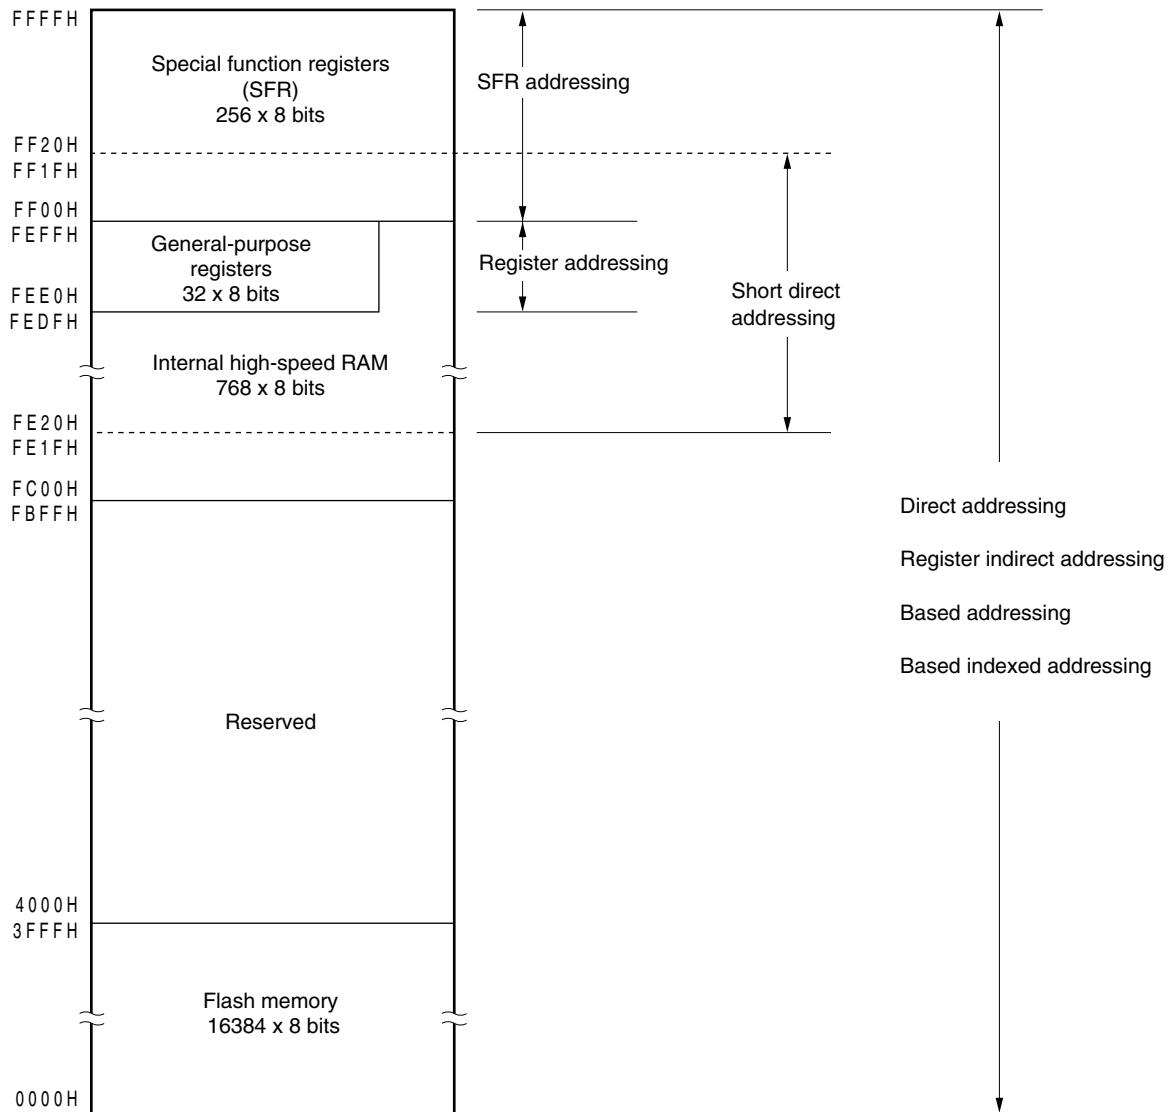 FFFFH
Special function registers
(SFR)
256 x 8 bits
SFR addressing
FF20H
FF1FH
FF00H
FEFFH
General-purpose
registers
32 x 8 bits
Register addressing
FEE0H
FEDFH
Short direct
addressing
Internal high-speed RAM
768 x 8 bits
FE20H
FE1FH
FC00H
FBFFH
Direct addressing
Register indirect addressing
Based addressing
Based indexed addressing
Reserved
4000H
3FFFH
Flash memory
16384 x 8 bits
0000H